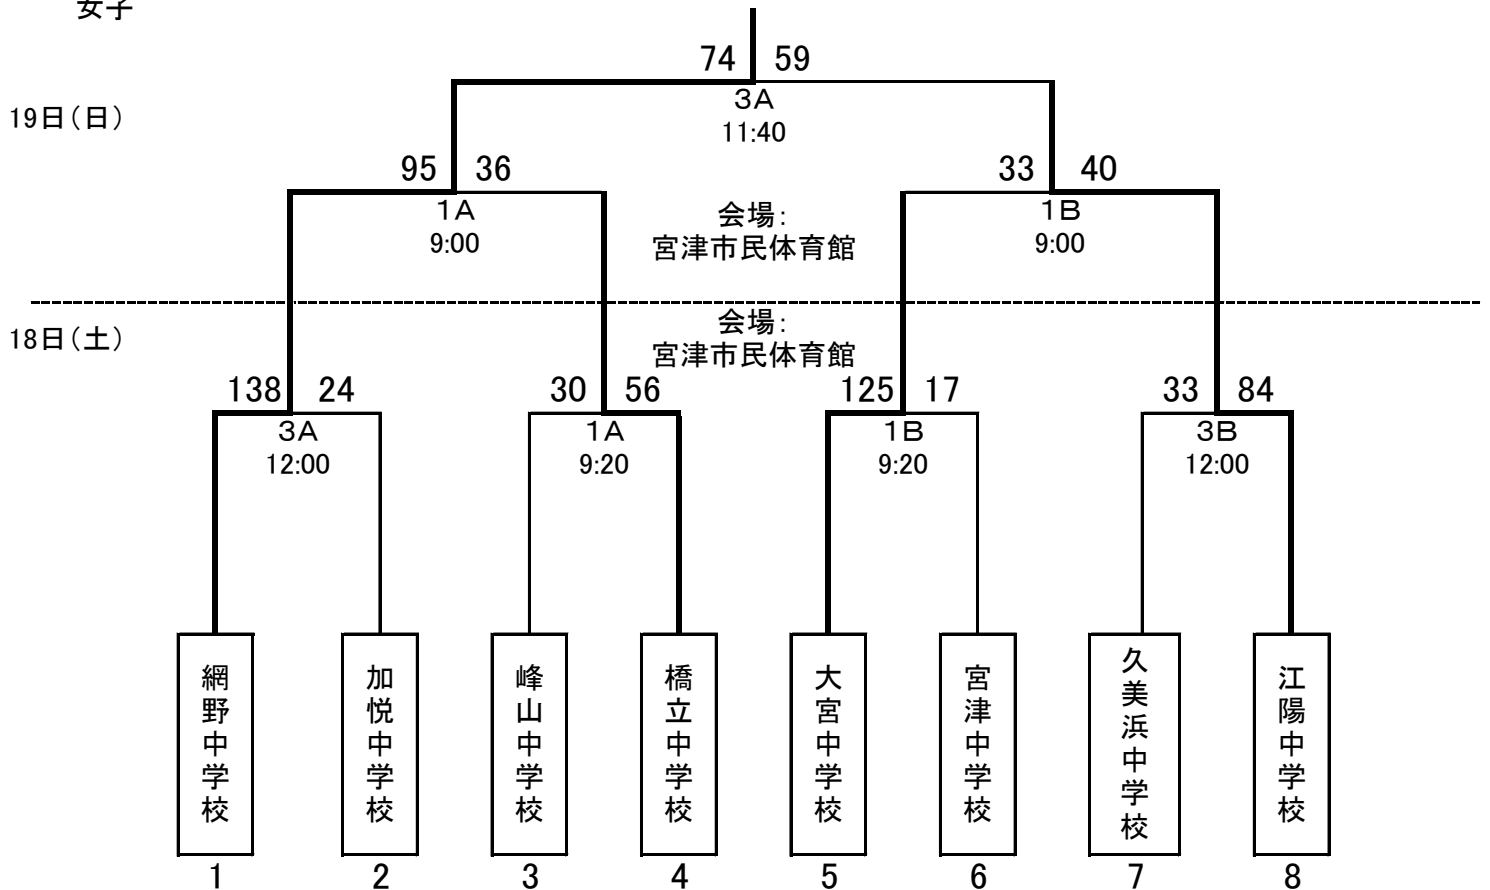 女子
74 59
3A
11:40
19日(日)
95 36
33 40
1A
9:00
会場:
宮津市民体育館
1B
9:00
18日(土)
会場:
宮津市民体育館
138 24
30 56
125 17
33 84
3A
12:00
1A
9:20
1B
9:20
3B
12:00
網野中学校
加悦中学校
峰山中学校
橋立中学校
大宮中学校
宮津中学校
久美浜中学校
江陽中学校
1 2 3 4 5 6 7 8